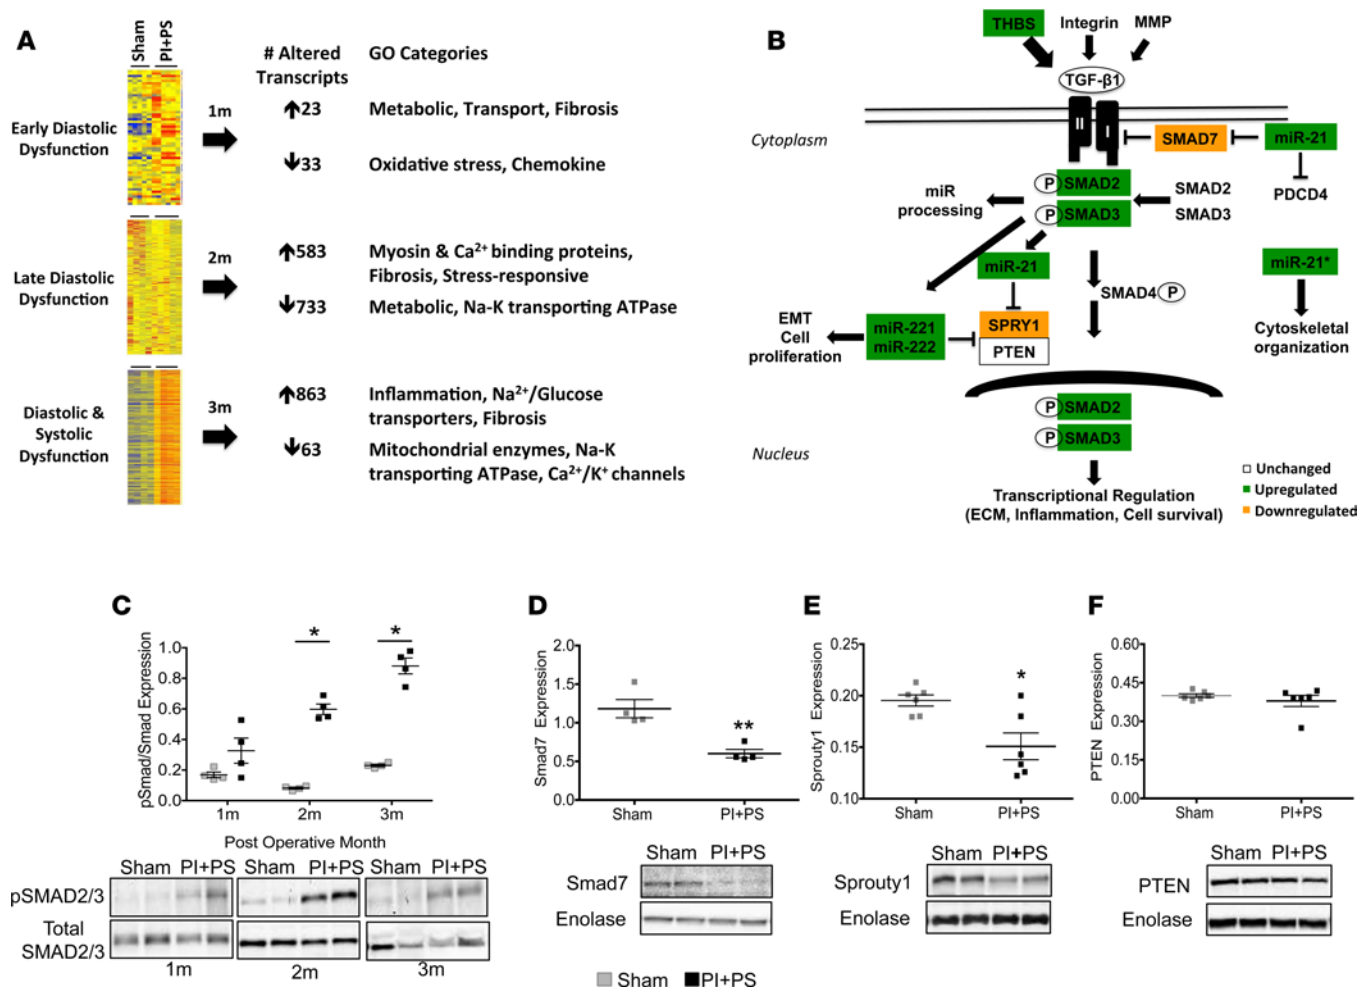 A
Sham
PI+PS
# Altered
Transcripts
GO Categories
Early Diastolic
Dysfunction
1m
↑23
Metabolic, Transport, Fibrosis
↓33
Oxidative stress, Chemokine
Late Diastolic
Dysfunction
2m
↑583
Myosin & Ca²⁺ binding proteins,
Fibrosis, Stress-responsive
↓733
Metabolic, Na-K transporting ATPase
Diastolic &
Systolic
Dysfunction
3m
↑863
Inflammation, Na²⁺/Glucose
transporters, Fibrosis
↓63
Mitochondrial enzymes, Na-K
transporting ATPase, Ca²⁺/K⁺ channels
B
THBS
Integrin
MMP
TGF-β1
II
I
Cytoplasm
SMAD7
miR-21
PDCD4
P SMAD2
P SMAD3
SMAD2
SMAD3
miR
processing
miR-21
SMAD4 P
miR-21*
Cytoskeletal
organization
EMT
Cell
proliferation
miR-221
miR-222
SPRY1
PTEN
P SMAD2
P SMAD3
Nucleus
Transcriptional Regulation
(ECM, Inflammation, Cell survival)
Unchanged
Upregulated
Downregulated
C
pSmad/Smad Expression
1.0
0.8
0.6
0.4
0.2
0.0
*
*
1m
2m
3m
Post Operative Month
Sham PI+PS
Sham PI+PS
Sham PI+PS
pSMAD2/3
Total
SMAD2/3
1m
2m
3m
D
Smad7 Expression
2.0
1.5
1.0
0.5
0.0
**
Sham
PI+PS
Sham PI+PS
Smad7
Enolase
E
Sprouty1 Expression
0.25
0.20
0.15
0.10
*
Sham
PI+PS
Sham PI+PS
Sprouty1
Enolase
F
PTEN Expression
0.60
0.45
0.30
0.15
0.00
Sham
PI+PS
Sham PI+PS
PTEN
Enolase
Sham
PI+PS